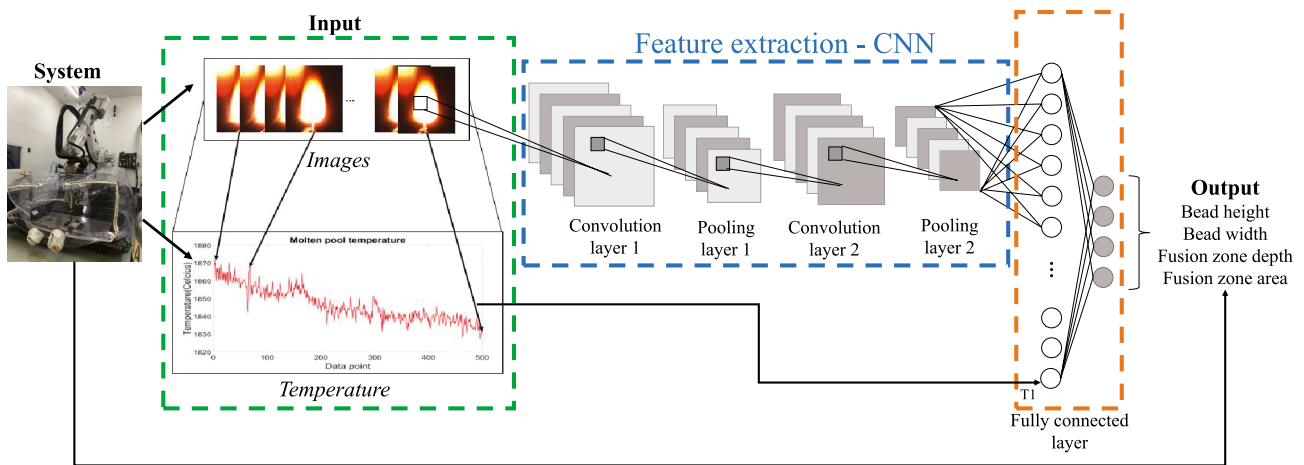 Input
System
Feature extraction - CNN
...
Images
Molten pool temperature
Temperature(Celcius)
1880
1870
1860
1850
1840
1830
1820
0
100
200
300
400
500
Data point
Temperature
Convolution
layer 1
Pooling
layer 1
Convolution
layer 2
Pooling
layer 2
...
T1
Fully connected
layer
Output
Bead height
Bead width
Fusion zone depth
Fusion zone area